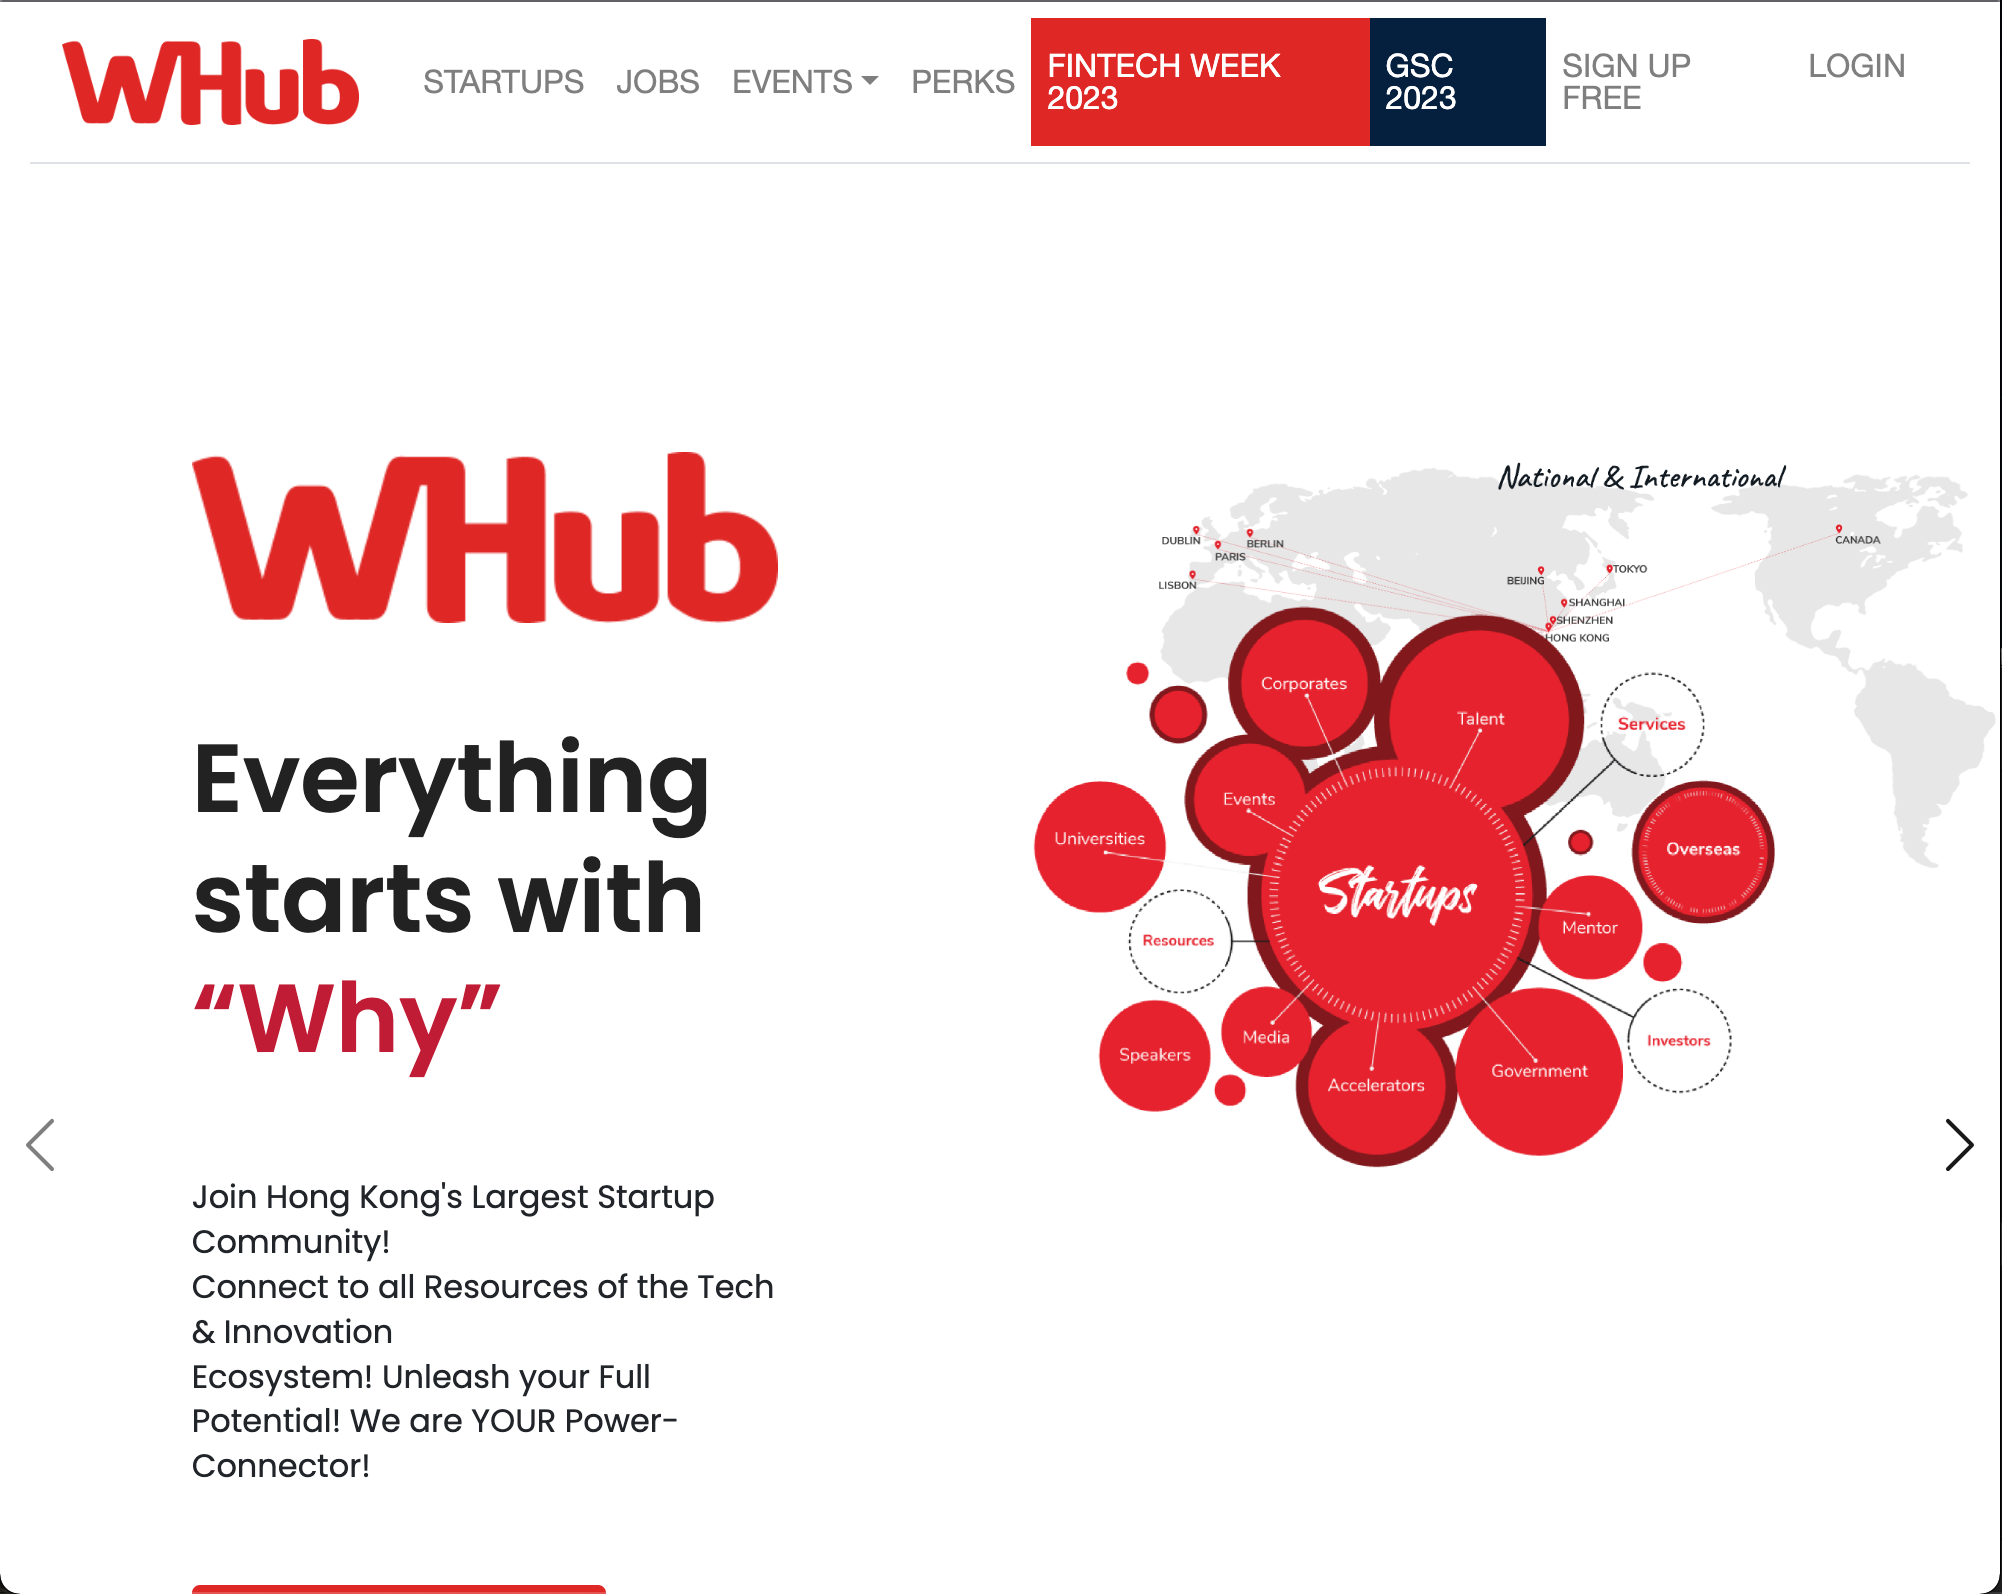 WHub
STARTUPS
JOBS
EVENTS
PERKS
FINTECH WEEK
2023
GSC
2023
SIGN UP
FREE
LOGIN
WHub
Everything
starts with
“Why”
Join Hong Kong's Largest Startup
Community!
Connect to all Resources of the Tech
& Innovation
Ecosystem! Unleash your Full
Potential! We are YOUR Power-
Connector!
National & International
DUBLIN
BERLIN
PARIS
LISBON
CANADA
BEIJING
TOKYO
SHANGHAI
SHENZHEN
HONG KONG
Corporates
Talent
Services
Events
Universities
Overseas
Startups
Mentor
Resources
Media
Investors
Speakers
Accelerators
Government